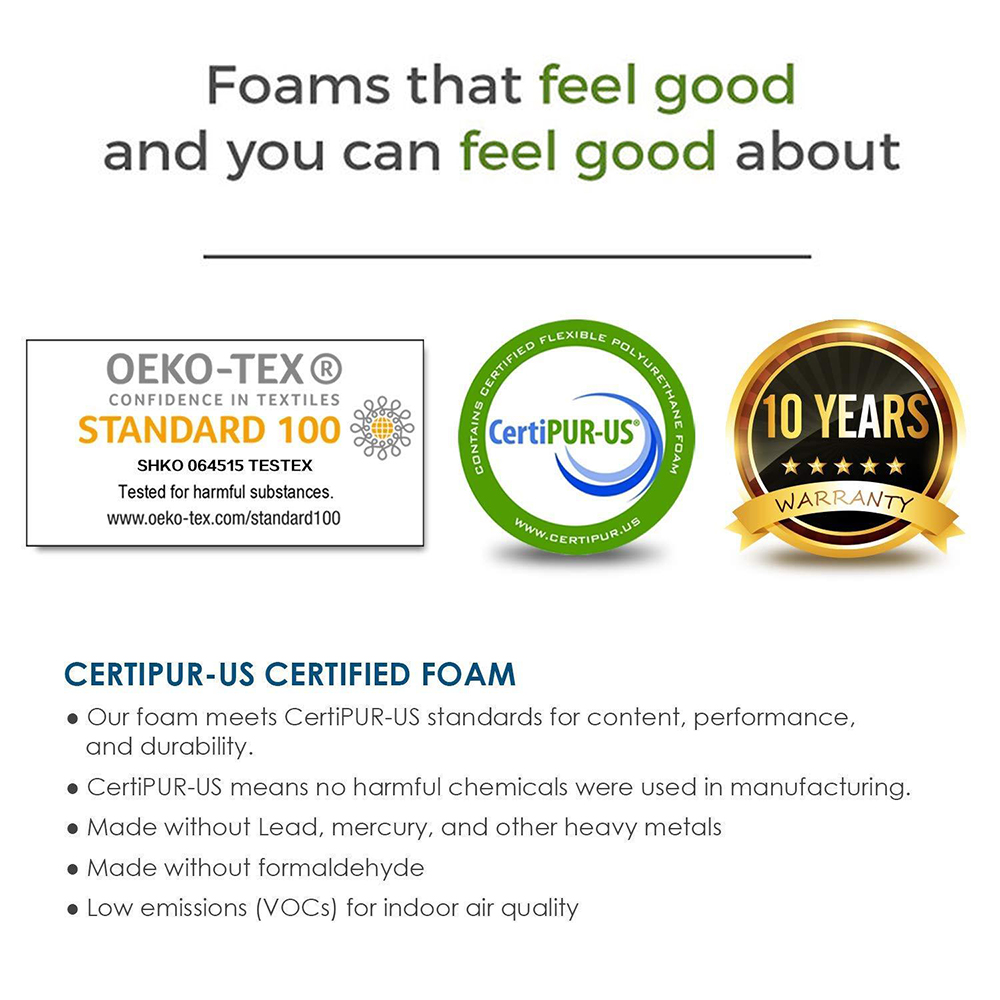 Foams that feel good
and you can feel good about
OEKO-TEX®
CONFIDENCE IN TEXTILES
STANDARD 100
SHKO 064515 TESTEX
Tested for harmful substances.
www.oeko-tex.com/standard100
CONTAINS CERTIFIED FLEXIBLE POLYURETHANE FOAM
CertiPUR-US®
WWW.CERTIPUR.US
10 YEARS
WARRANTY
CERTIPUR-US CERTIFIED FOAM
● Our foam meets CertiPUR-US standards for content, performance,
and durability.
● CertiPUR-US means no harmful chemicals were used in manufacturing.
● Made without Lead, mercury, and other heavy metals
● Made without formaldehyde
● Low emissions (VOCs) for indoor air quality